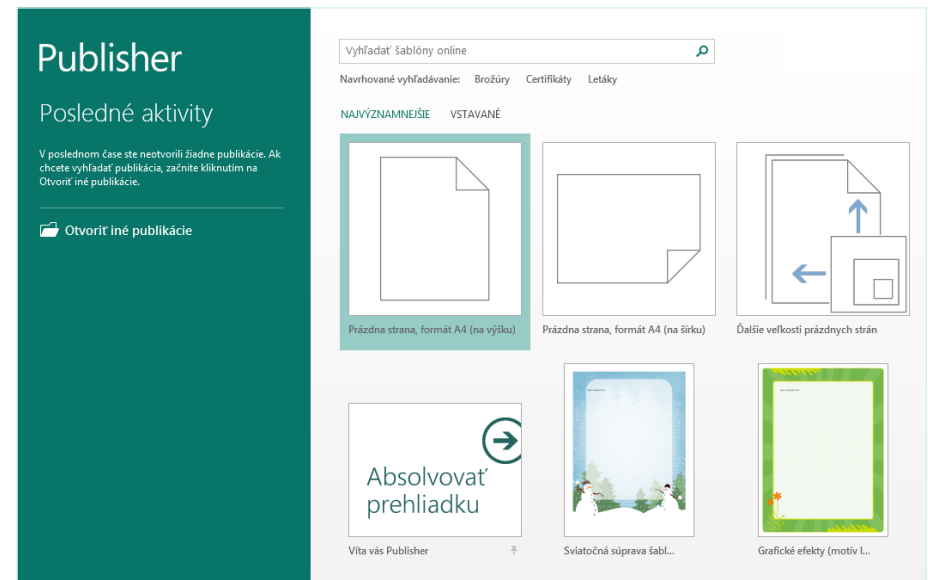 Publisher
Posledné aktivity
V poslednom čase ste neotvorili žiadne publikácie. Ak
chcete vyhľadať publikácia, začnite kliknutím na
Otvoriť iné publikácie.
Otvoriť iné publikácie
Vyhľadať šablóny online
Navrhované vyhľadávanie: Brožúry Certifikáty Letáky
NAJVÝZNAMNEJŠIE VSTAVANÉ
Prázdna strana, formát A4 (na výšku)
Prázdna strana, formát A4 (na šírku)
Ďalšie veľkosti prázdnych strán
Absolvovať
prehliadku
Víta vás Publisher
Sviatočná súprava šabl...
Grafické efekty (motív l...